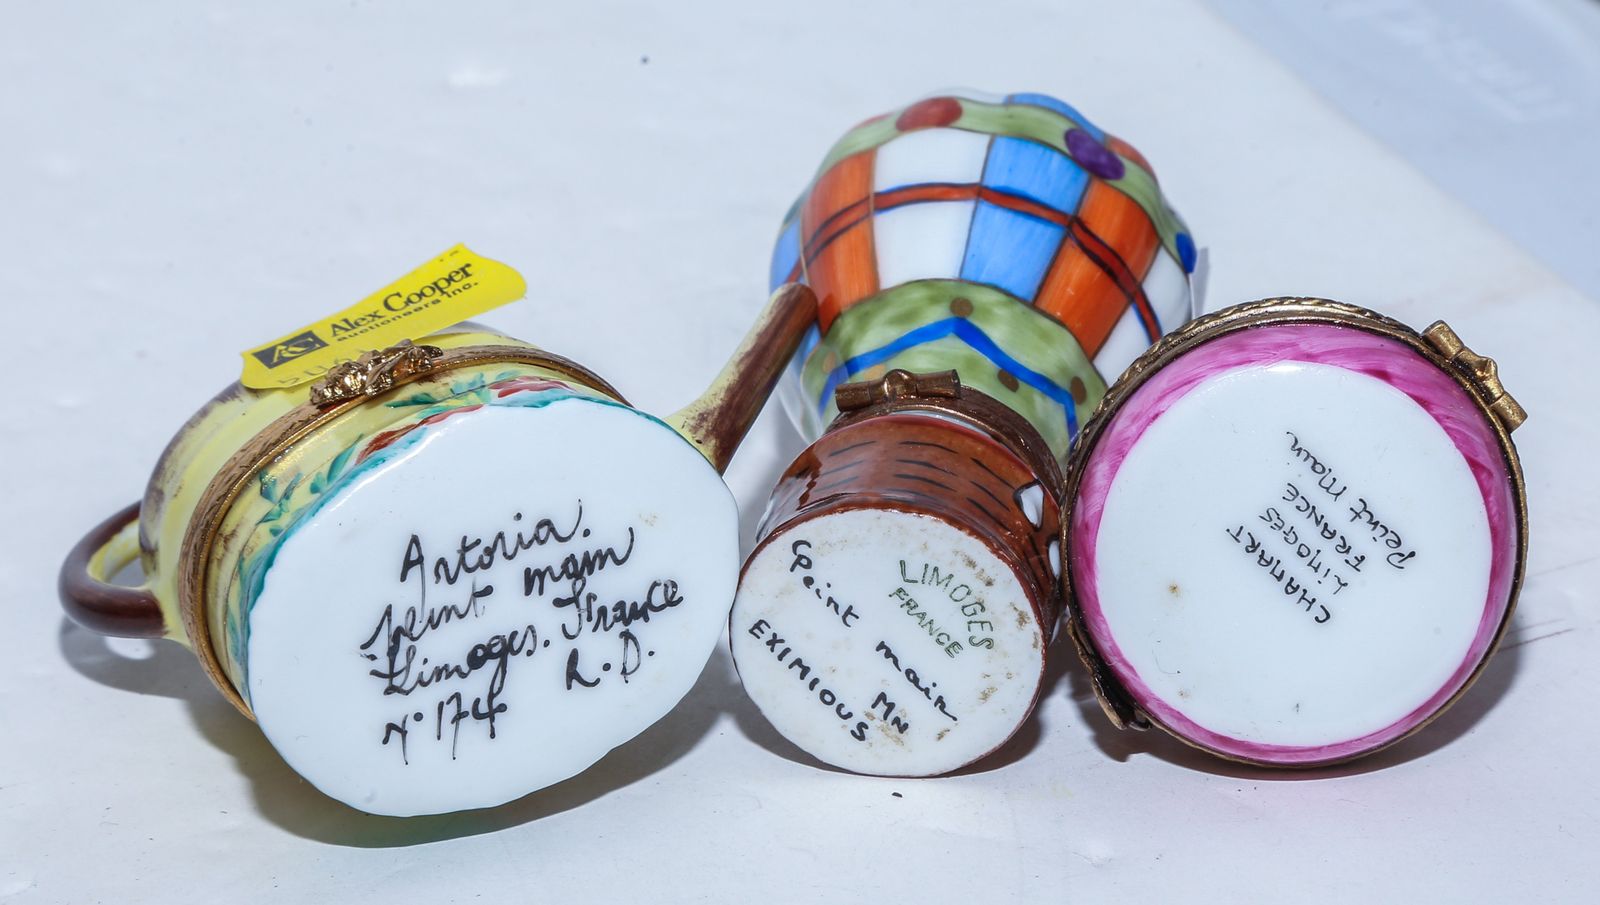 Alex Cooper
auctioneers inc.
Artoria.
peint main
Limoges. France
N° 174 R.D.
LIMOGES
FRANCE
Peint main
MN
EXIMIOUS
CHAMART
LIMOGES
FRANCE
Peint Main